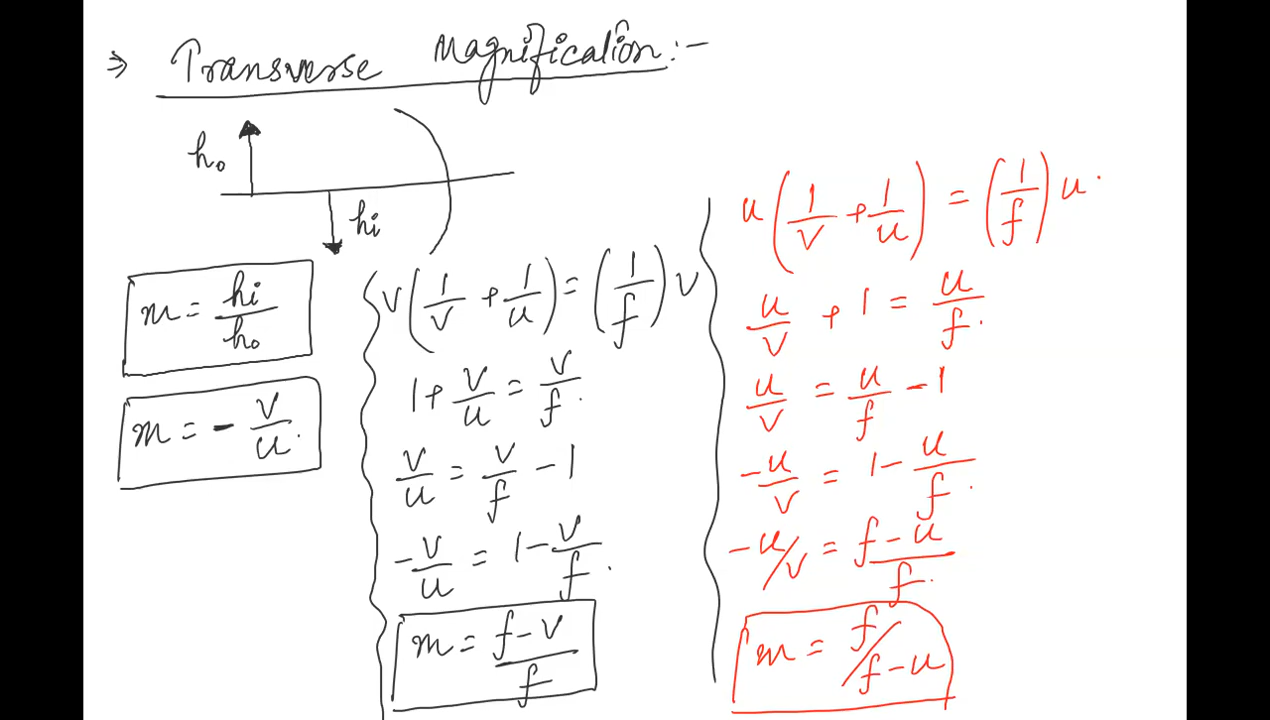 ⇒ Transverse Magnification:-
h₀
hi
m = hi/h₀
m = - v/u.
v(1/v + 1/u) = (1/f) v
1 + v/u = v/f.
v/u = v/f - 1
-v/u = 1 - v/f.
m = f-v/f
u(1/v + 1/u) = (1/f) u.
u/v + 1 = u/f.
u/v = u/f - 1
-u/v = 1 - u/f.
-u/v = f-u/f.
m = f/f-u